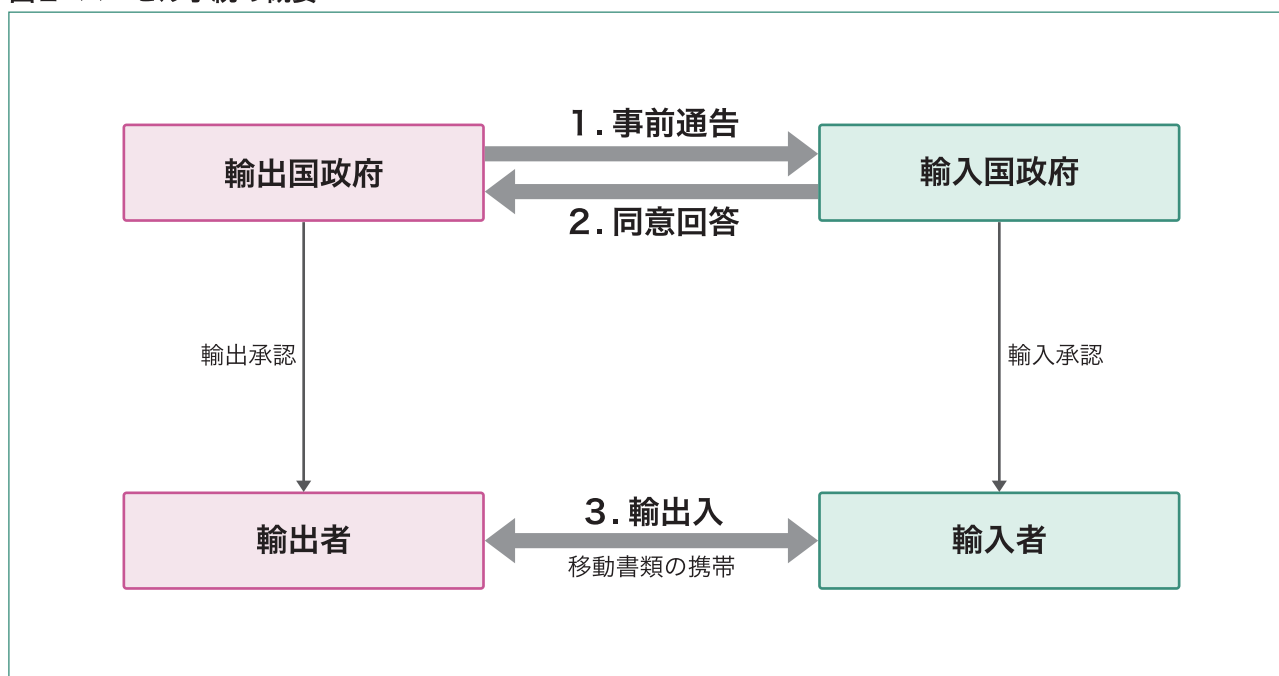 1.事前通告
輸出国政府
輸入国政府
2.同意回答
輸出承認
輸入承認
3.輸出入
輸出者
輸入者
移動書類の携帯